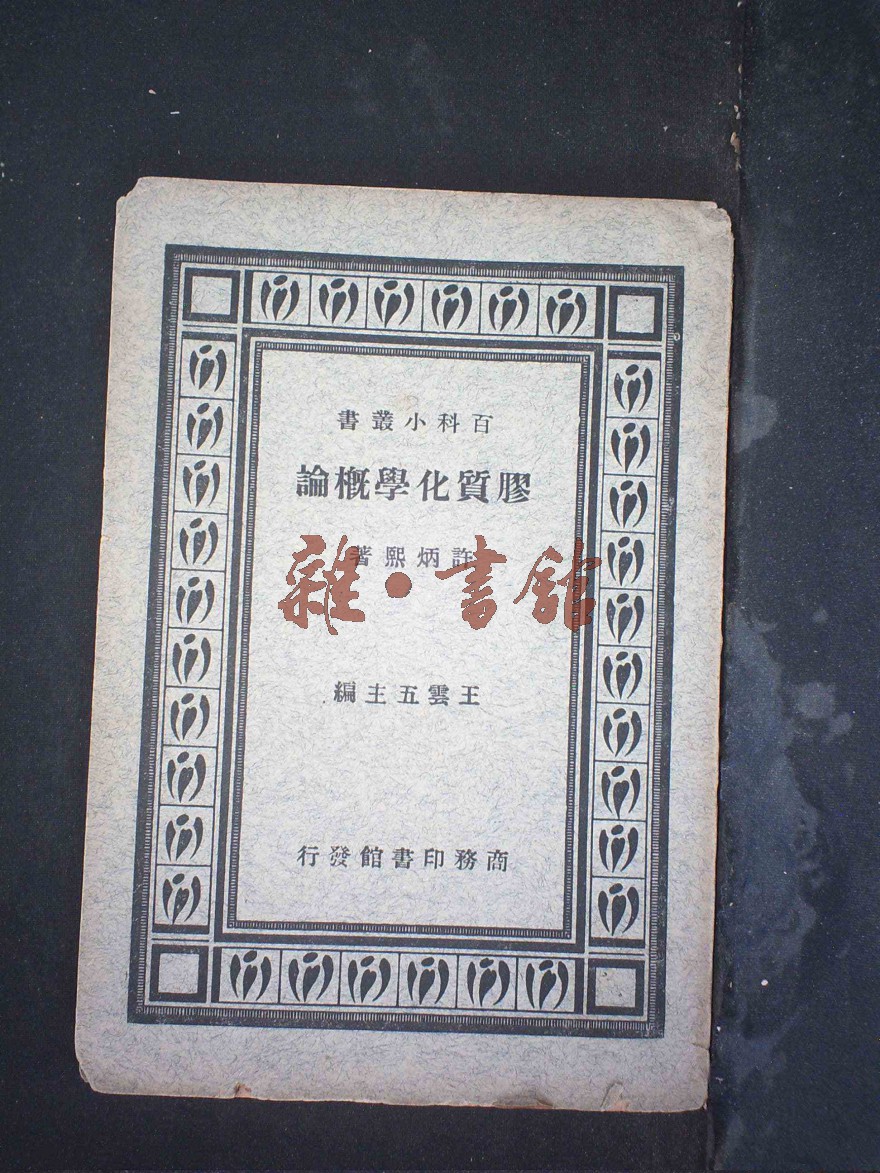 百科小叢書
膠質化學概論
許炳熙著
雜·書館
王雲五主編
商務印書館發行